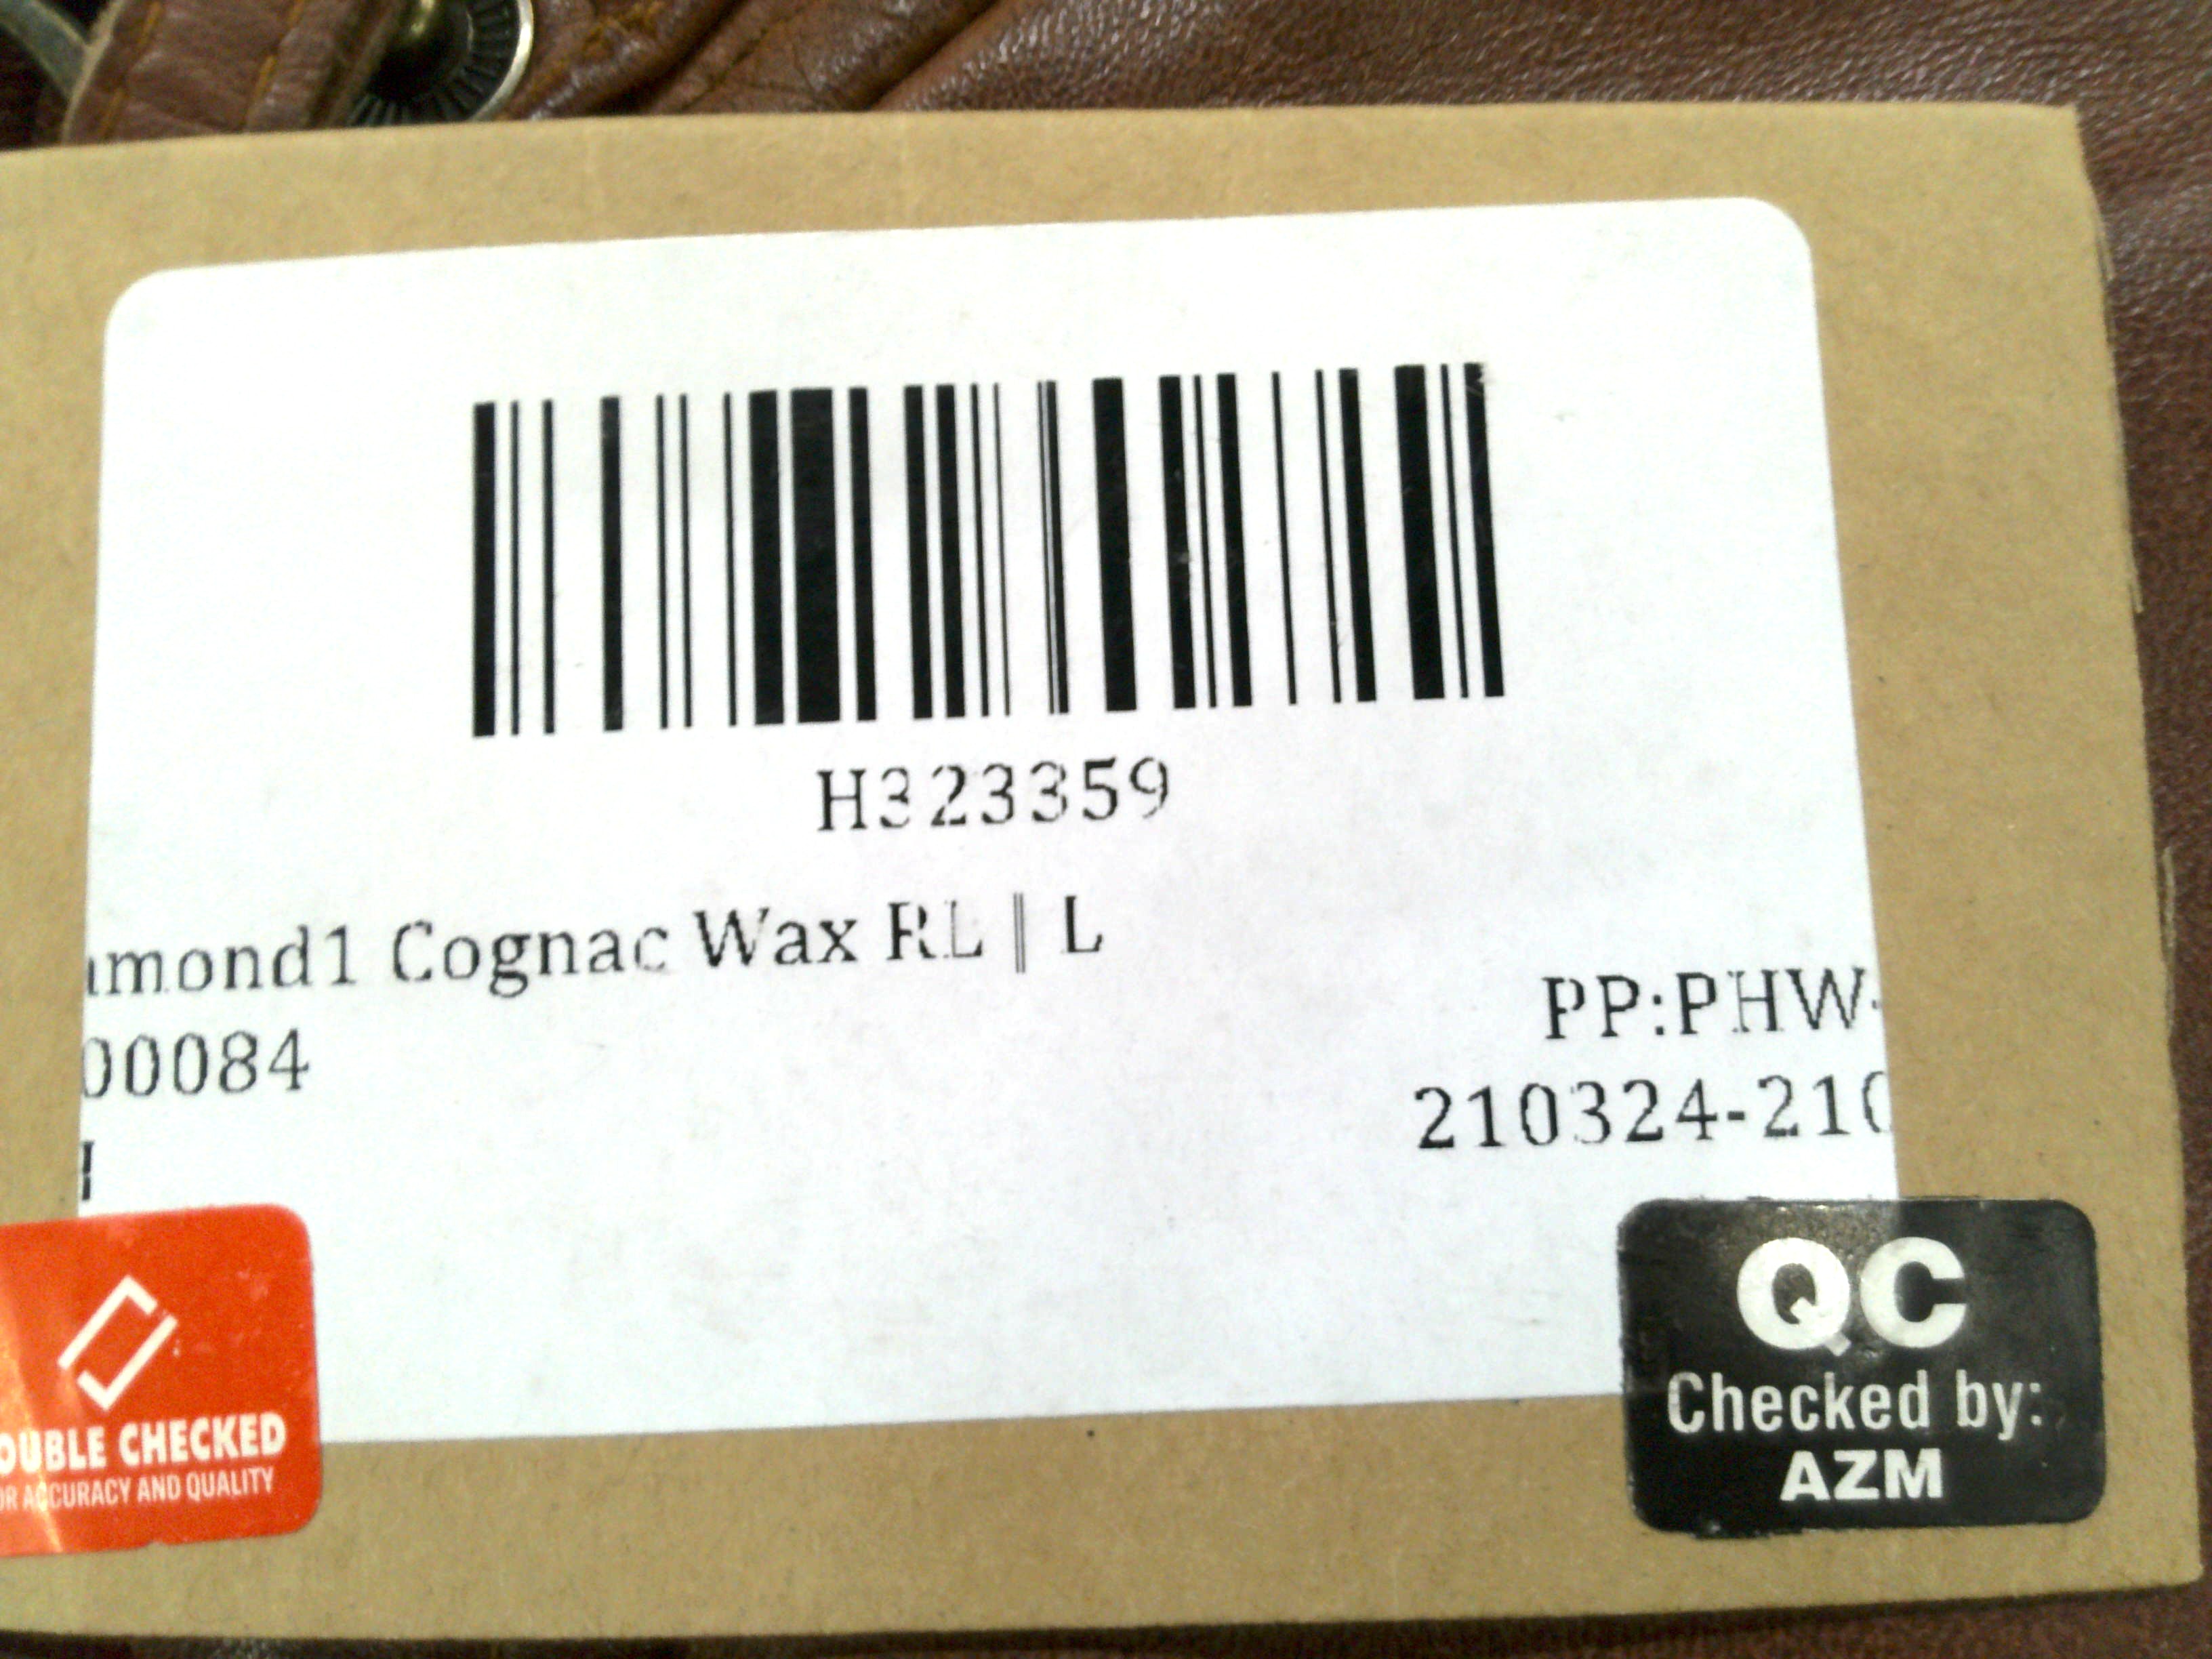 H323359
mond1 Cognac Wax RL | L
PP:PHW-
00084
210324-210
OUBLE CHECKED
OR ACCURACY AND QUALITY
QC
Checked by:
AZM